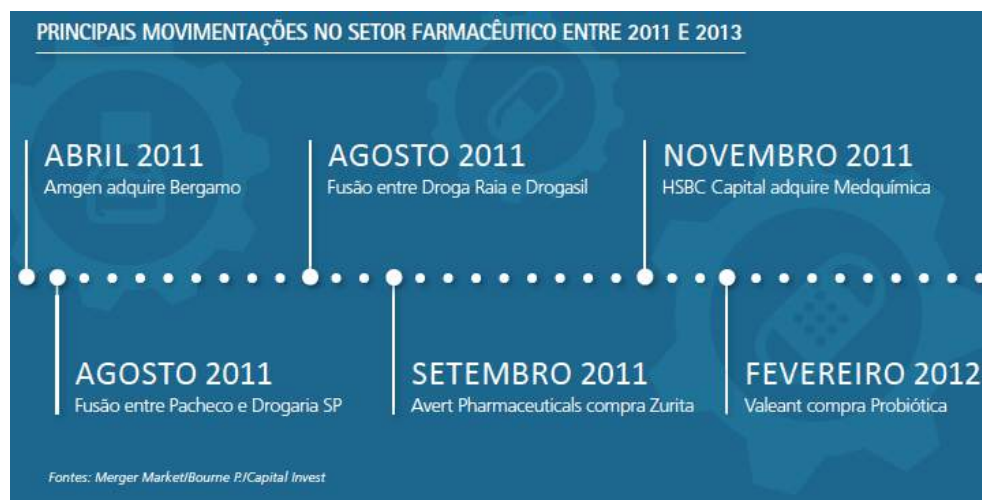 PRINCIPAIS MOVIMENTAÇÕES NO SETOR FARMACÊUTICO ENTRE 2011 E 2013
ABRIL 2011
Amgen adquire Bergamo
AGOSTO 2011
Fusão entre Droga Raia e Drogasil
NOVEMBRO 2011
HSBC Capital adquire Medquímica
AGOSTO 2011
Fusão entre Pacheco e Drogaria SP
SETEMBRO 2011
Avert Pharmaceuticals compra Zurita
FEVEREIRO 2012
Valeant compra Probiótica
Fontes: Merger Market/Bourne P./Capital Invest